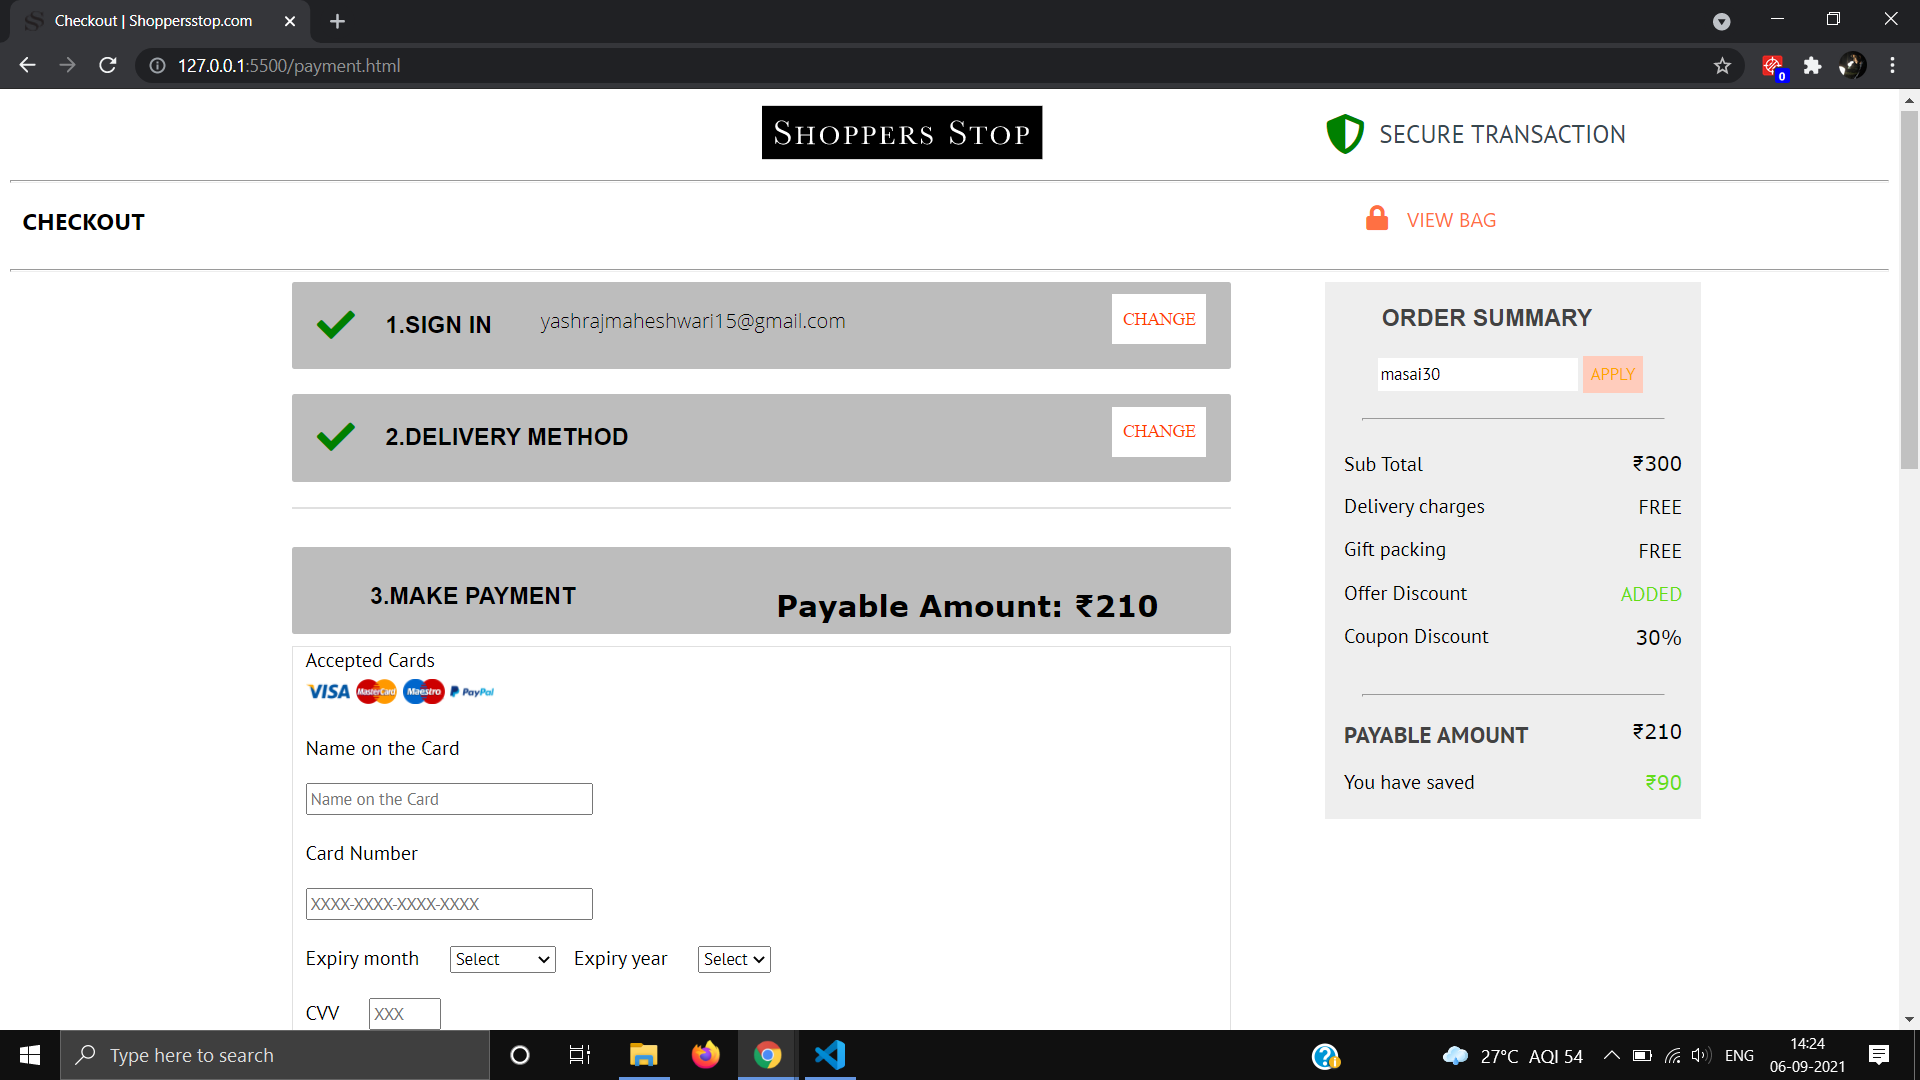 Checkout | Shoppersstop.com
127.0.0.1:5500/payment.html
0
SHOPPERS STOP
SECURE TRANSACTION
CHECKOUT
VIEW BAG
1.SIGN IN yashrajmaheshwari15@gmail.com CHANGE
2.DELIVERY METHOD CHANGE
3.MAKE PAYMENT Payable Amount: ₹210
Accepted Cards
VISA MasterCard Maestro PayPal
Name on the Card
Name on the Card
Card Number
XXXX-XXXX-XXXX-XXXX
Expiry month Select Expiry year Select
CVV XXX
ORDER SUMMARY
masai30 APPLY
Sub Total ₹300
Delivery charges FREE
Gift packing FREE
Offer Discount ADDED
Coupon Discount 30%
PAYABLE AMOUNT ₹210
You have saved ₹90
Type here to search
27°C AQI 54
ENG
14:24
06-09-2021